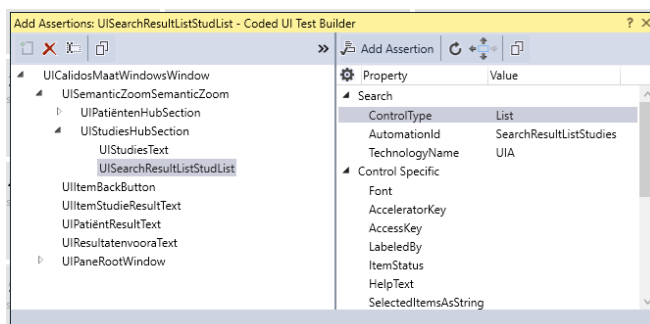 Add Assertions: UISearchResultListStudList - Coded UI Test Builder
? ×
» Add Assertion
UICalidosMaatWindowsWindow
UISemanticZoomSemanticZoom
UIPatiëntenHubSection
UIStudiesHubSection
UIStudiesText
UISearchResultListStudList
UIItemBackButton
UIItemStudieResultText
UIPatiëntResultText
UIResultatenvooraText
UIPaneRootWindow
Property Value
Search
ControlType List
AutomationId SearchResultListStudies
TechnologyName UIA
Control Specific
Font
AcceleratorKey
AccessKey
LabeledBy
ItemStatus
HelpText
SelectedItemsAsString